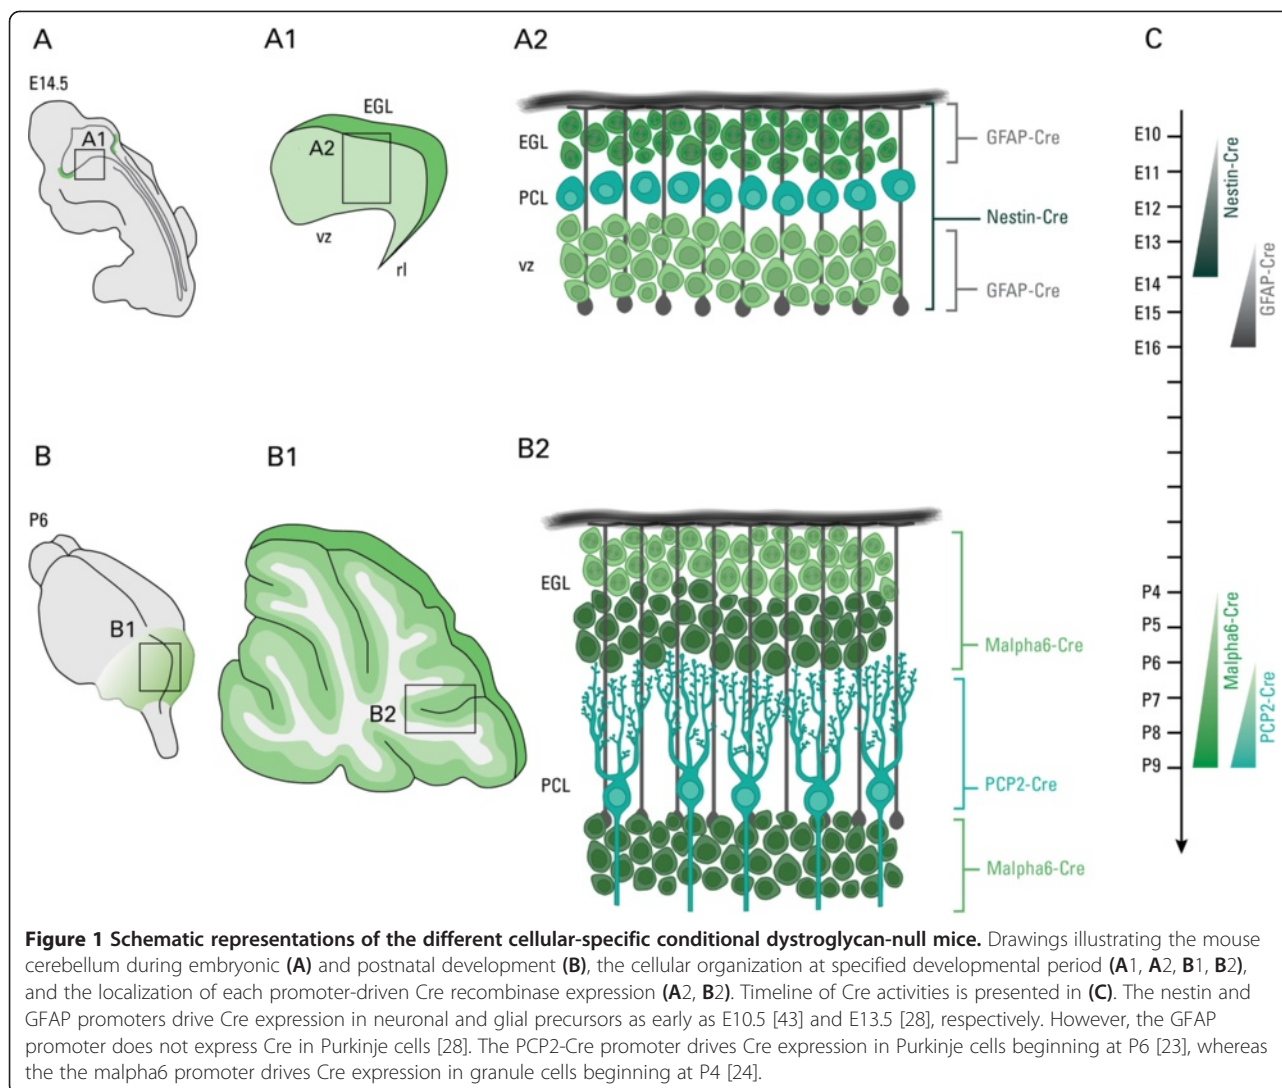 A
A1
A2
C
E14.5
A1
EGL
A2
vz
rl
EGL
PCL
vz
GFAP-Cre
Nestin-Cre
GFAP-Cre
E10
E11
E12
E13
E14
E15
E16
Nestin-Cre
GFAP-Cre
B
B1
B2
P6
B1
B2
EGL
PCL
Malpha6-Cre
PCP2-Cre
Malpha6-Cre
P4
P5
P6
P7
P8
P9
Malpha6-Cre
PCP2-Cre
Figure 1 Schematic representations of the different cellular-specific conditional dystroglycan-null mice. Drawings illustrating the mouse
cerebellum during embryonic (A) and postnatal development (B), the cellular organization at specified developmental period (A1, A2, B1, B2),
and the localization of each promoter-driven Cre recombinase expression (A2, B2). Timeline of Cre activities is presented in (C). The nestin and
GFAP promoters drive Cre expression in neuronal and glial precursors as early as E10.5 [43] and E13.5 [28], respectively. However, the GFAP
promoter does not express Cre in Purkinje cells [28]. The PCP2-Cre promoter drives Cre expression in Purkinje cells beginning at P6 [23], whereas
the the malpha6 promoter drives Cre expression in granule cells beginning at P4 [24].